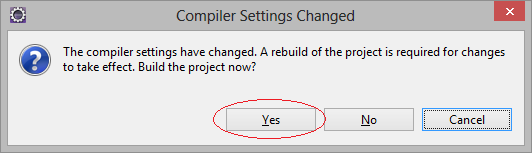 Compiler Settings Changed
The compiler settings have changed. A rebuild of the project is required for changes
to take effect. Build the project now?
Yes No Cancel